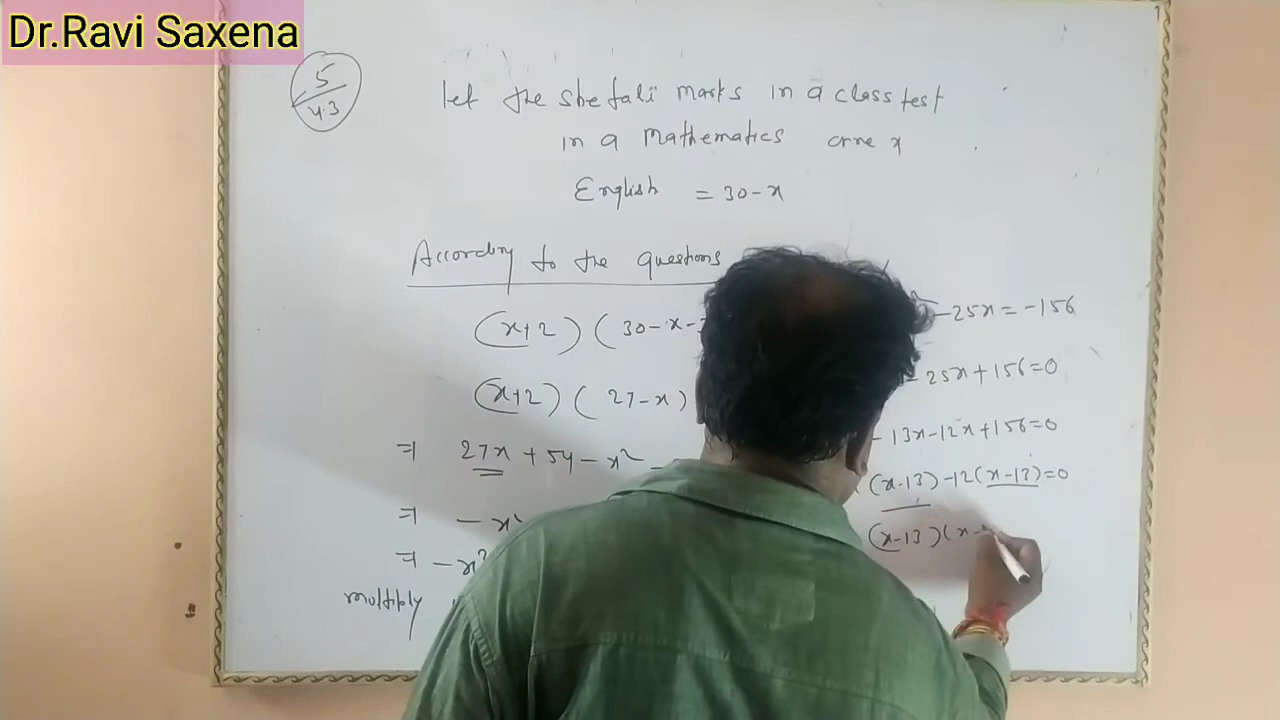 Dr.Ravi Saxena
5
4.3
let the shefali marks in a class test
in a Mathematics are x
English = 30-x
According to the questions
(x+2) (30-x-
(x+2) ( 27-x)
⇒ 27x + 54 - x²
⇒ - x²
⇒ - x²
multiply
-25x = -156
- 25x + 156=0
- 13x-12x+156=0
(x-13) -12(x-13)=0
(x-13)(x-